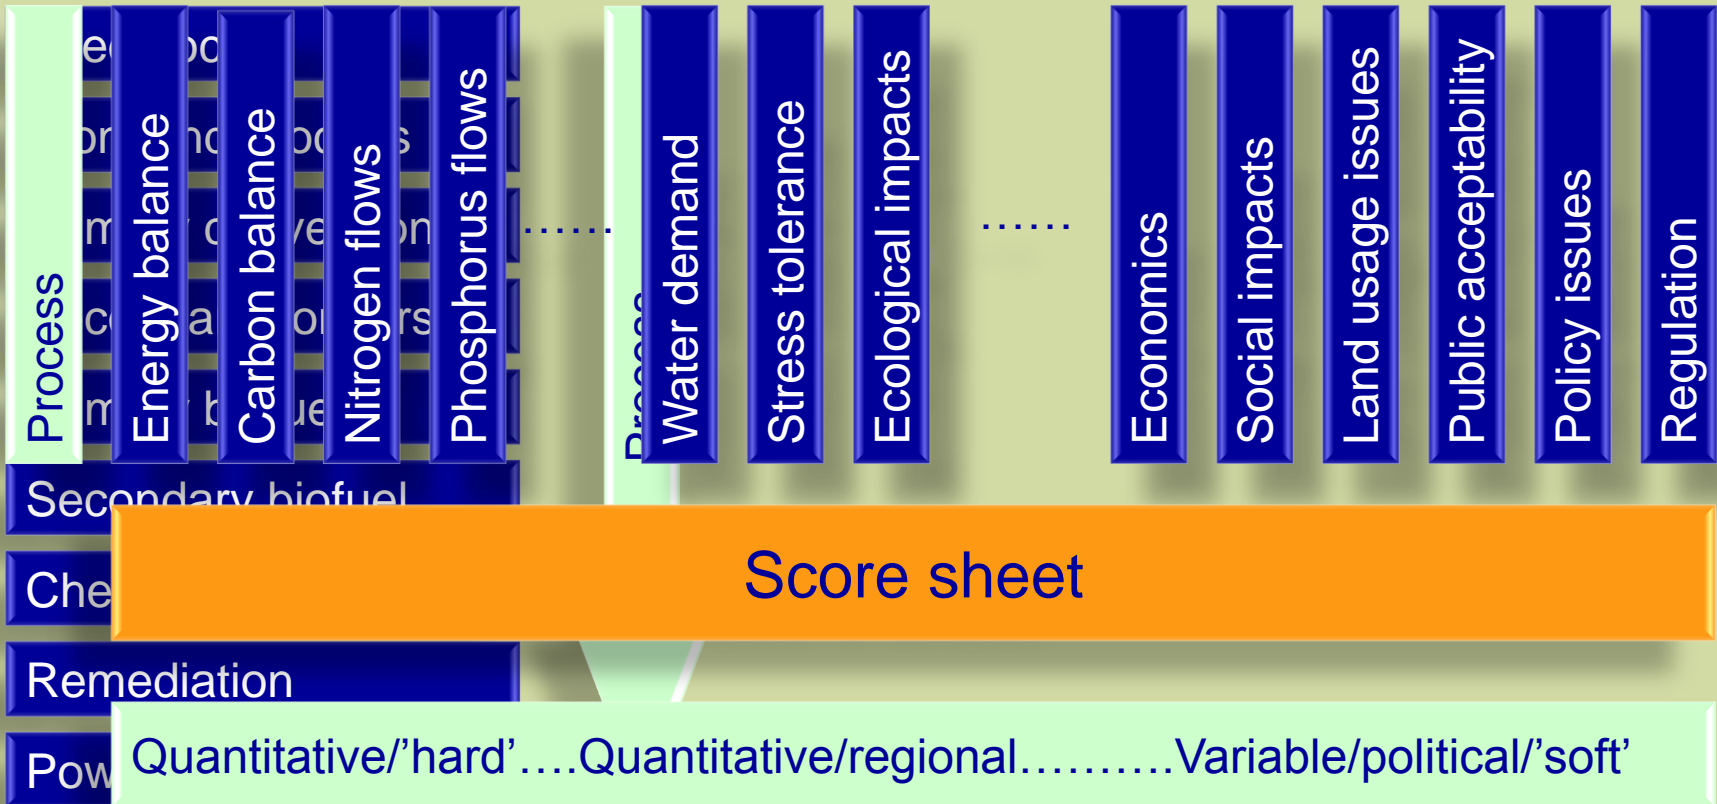 Process
Energy balance
Carbon balance
Nitrogen flows
Phosphorus flows
......
Water demand
Stress tolerance
Ecological impacts
......
Economics
Social impacts
Land usage issues
Public acceptability
Policy issues
Regulation
Process
Secondary biofuel
Score sheet
Remediation
Quantitative/’hard’....Quantitative/regional..........Variable/political/’soft’